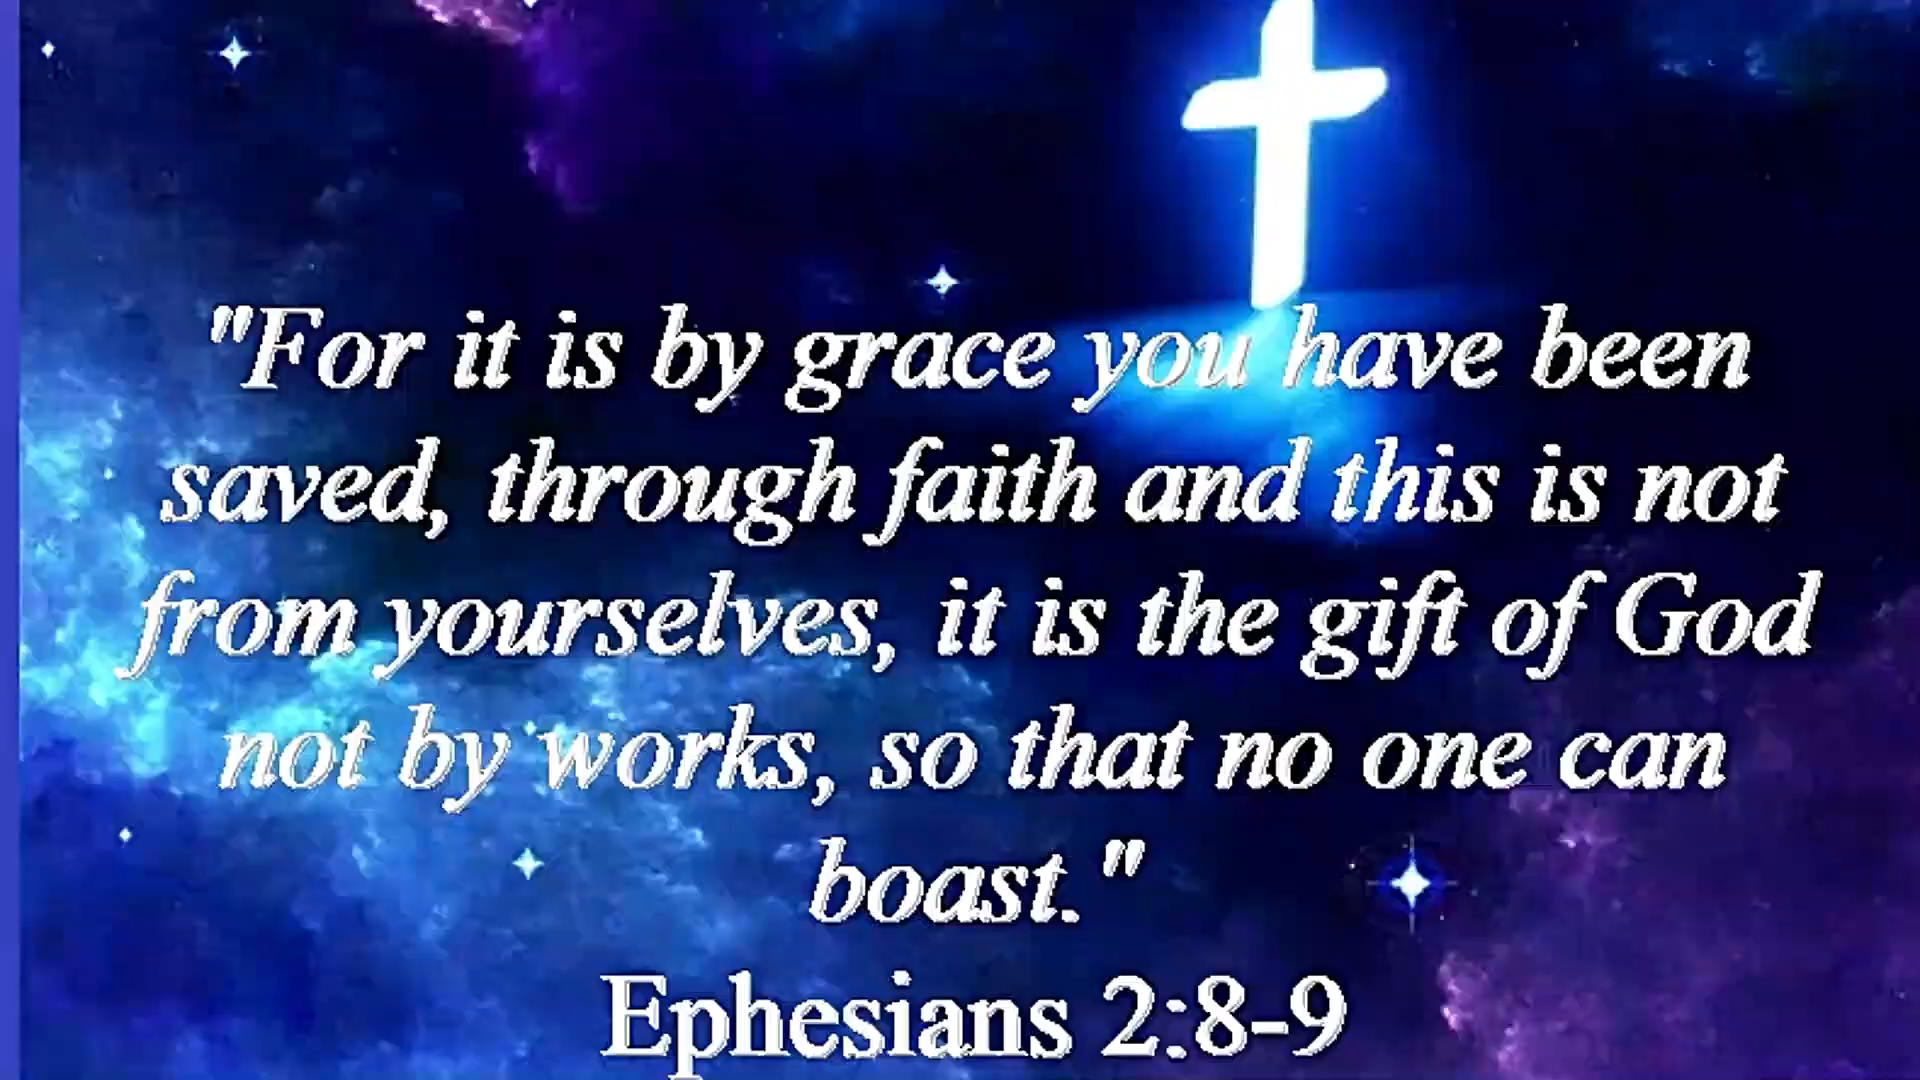 "For it is by grace you have been
saved, through faith and this is not
from yourselves, it is the gift of God
not by works, so that no one can
boast."
Ephesians 2:8-9